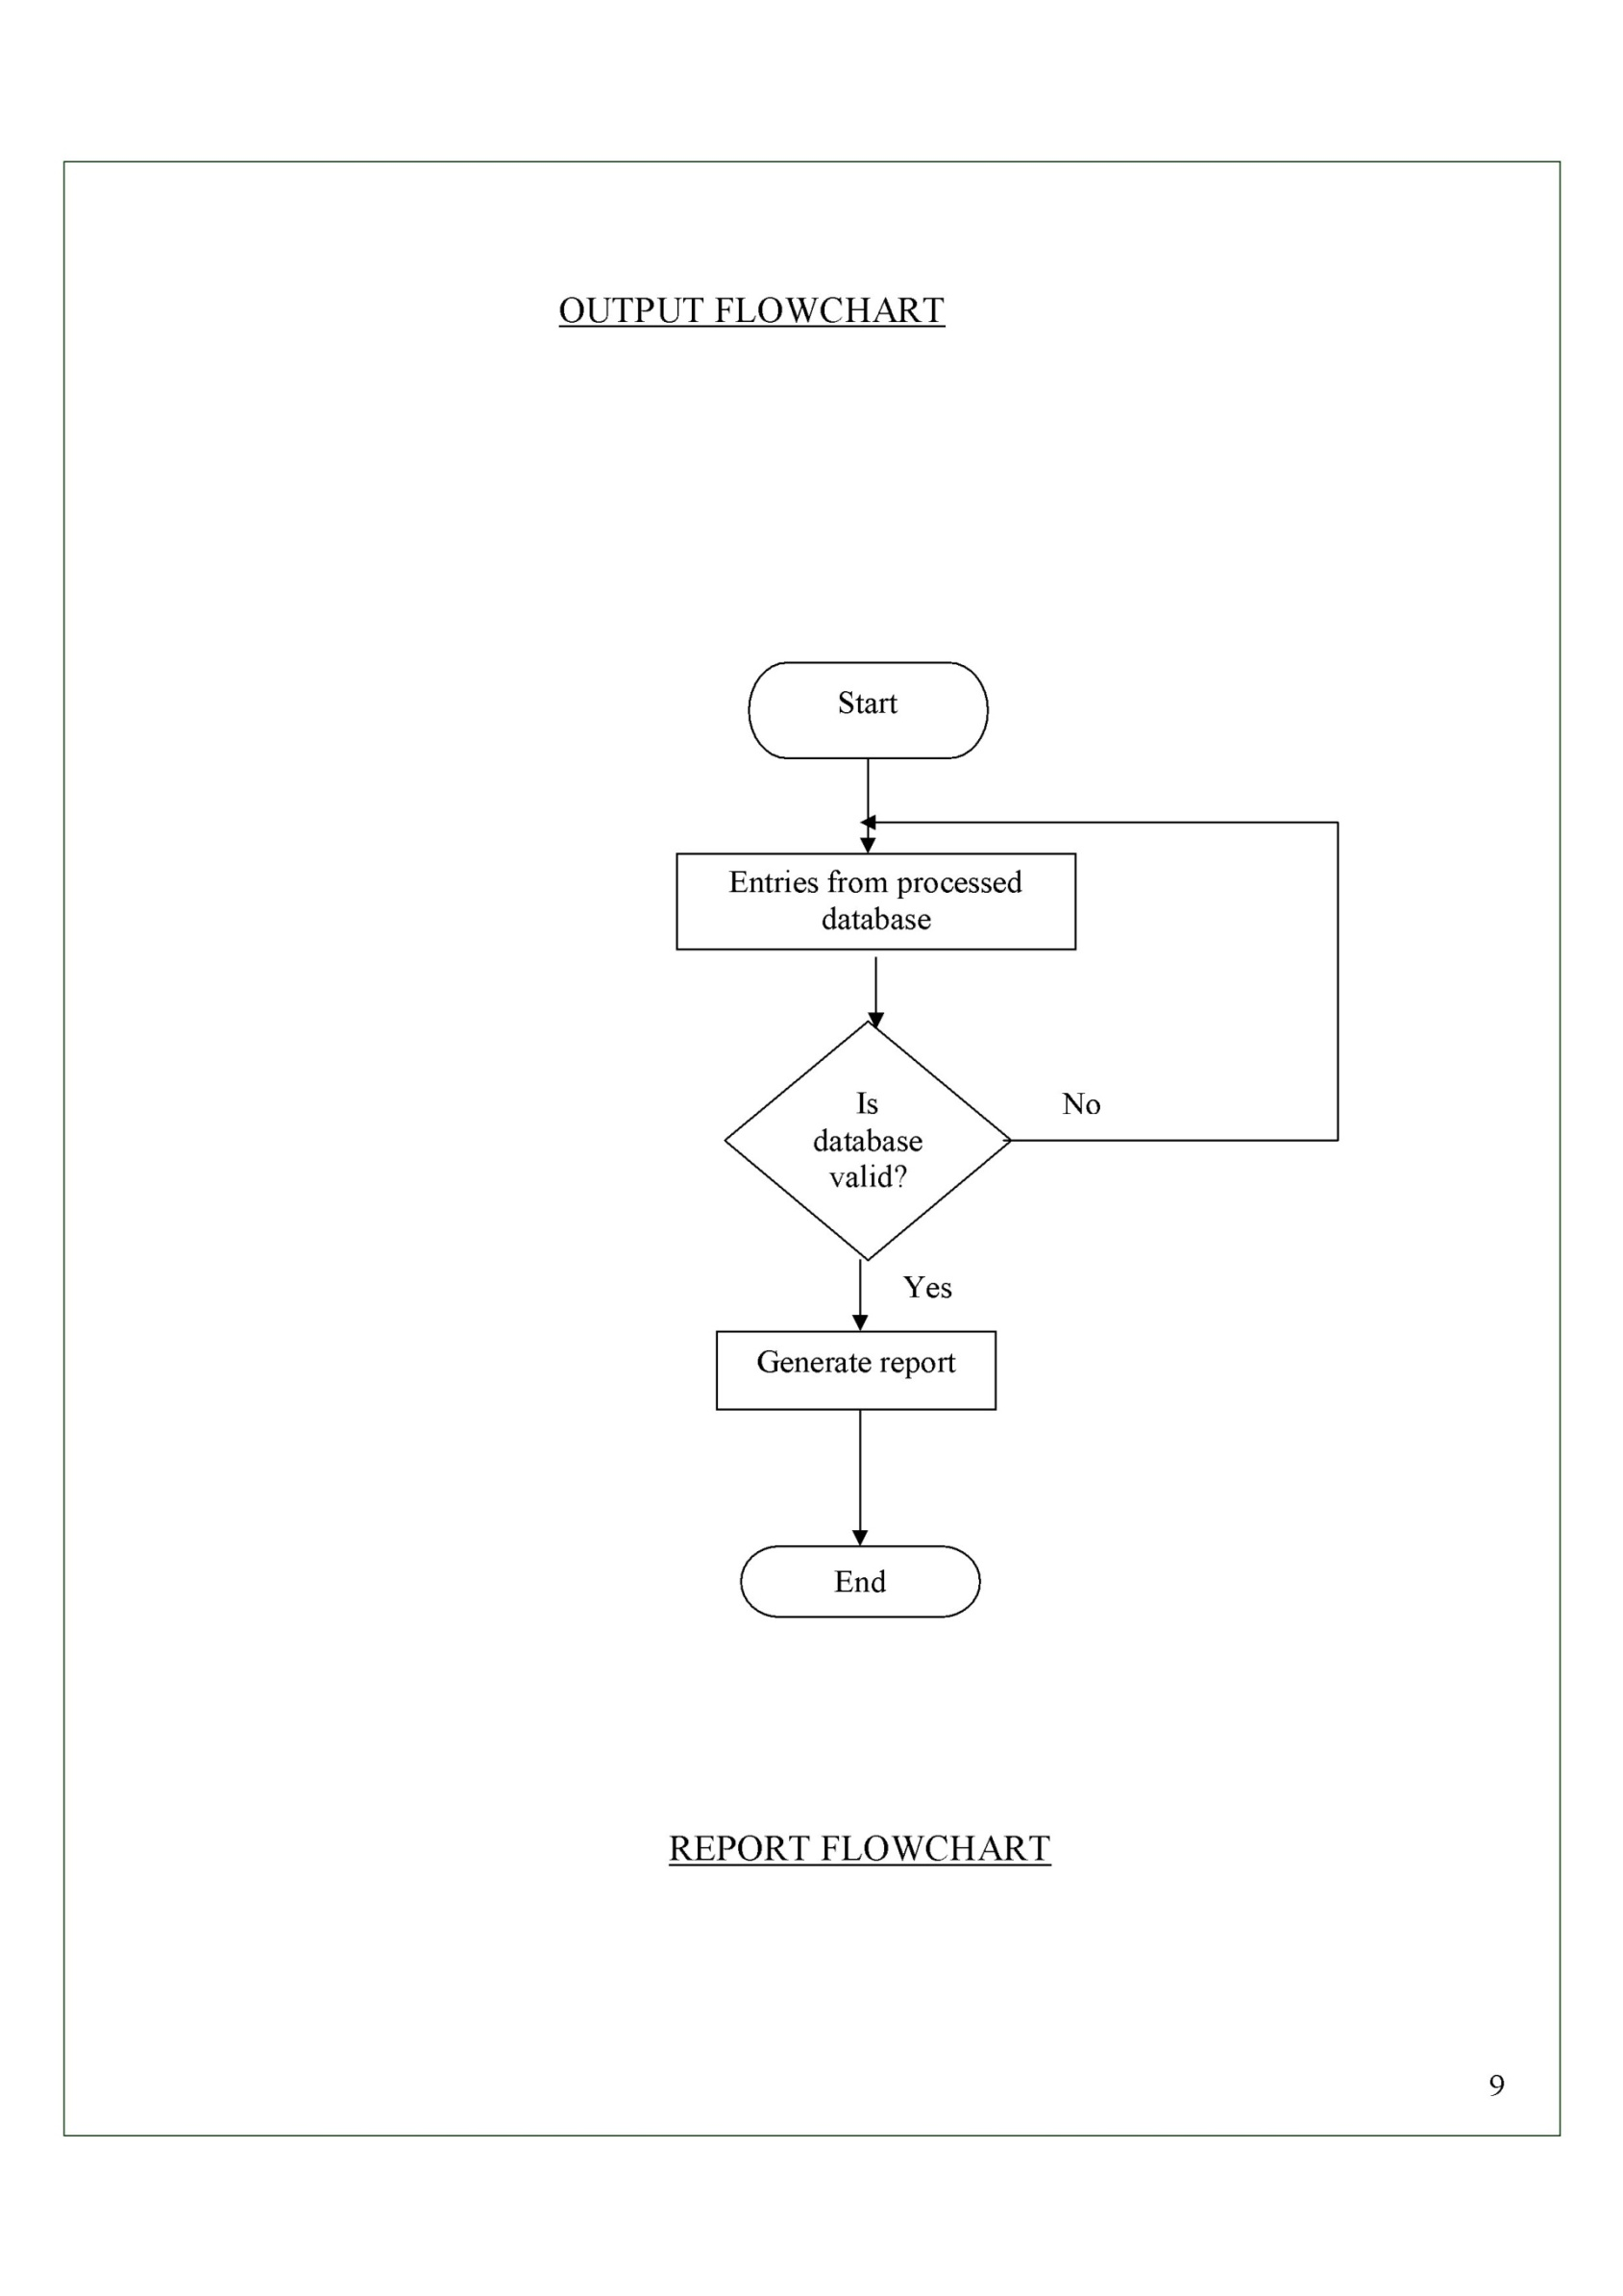 OUTPUT FLOWCHART
Start
Entries from processed
database
Is
database
valid?
No
Yes
Generate report
End
REPORT FLOWCHART
9